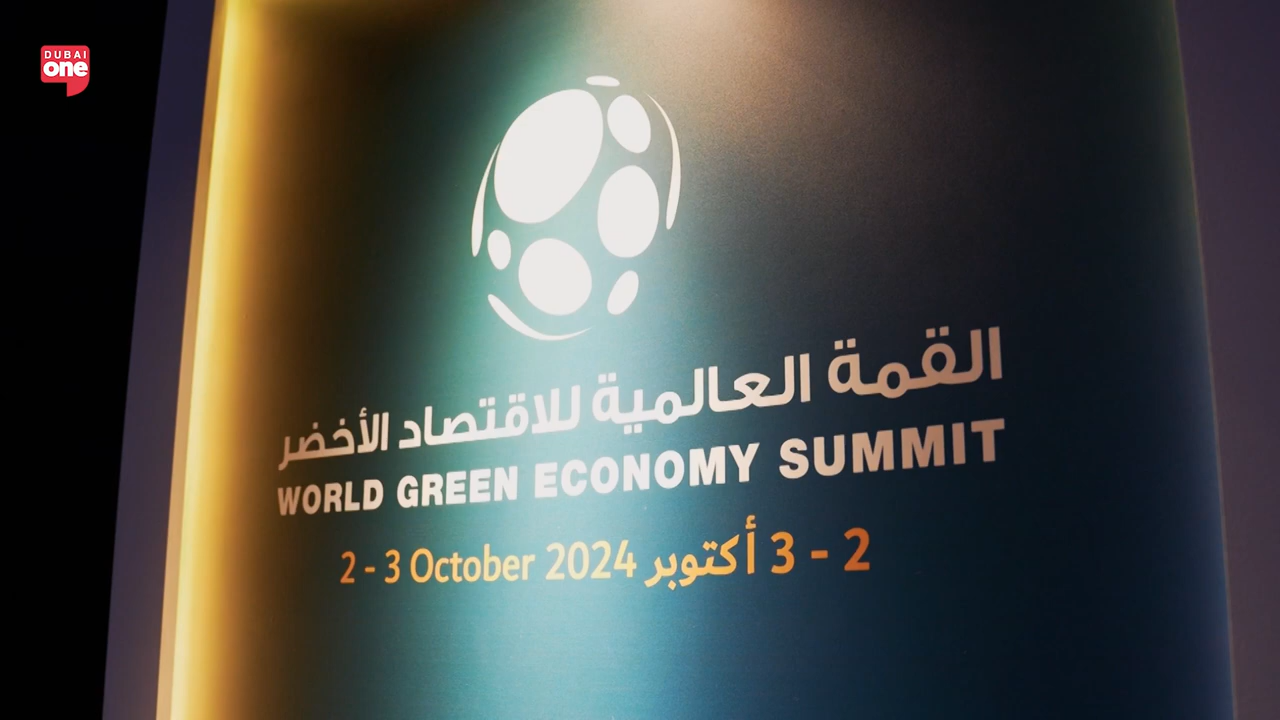 DUBAI
one
القمة العالمية للاقتصاد الأخضر
WORLD GREEN ECONOMY SUMMIT
2 - 3 October 2024 أكتوبر 3 - 2